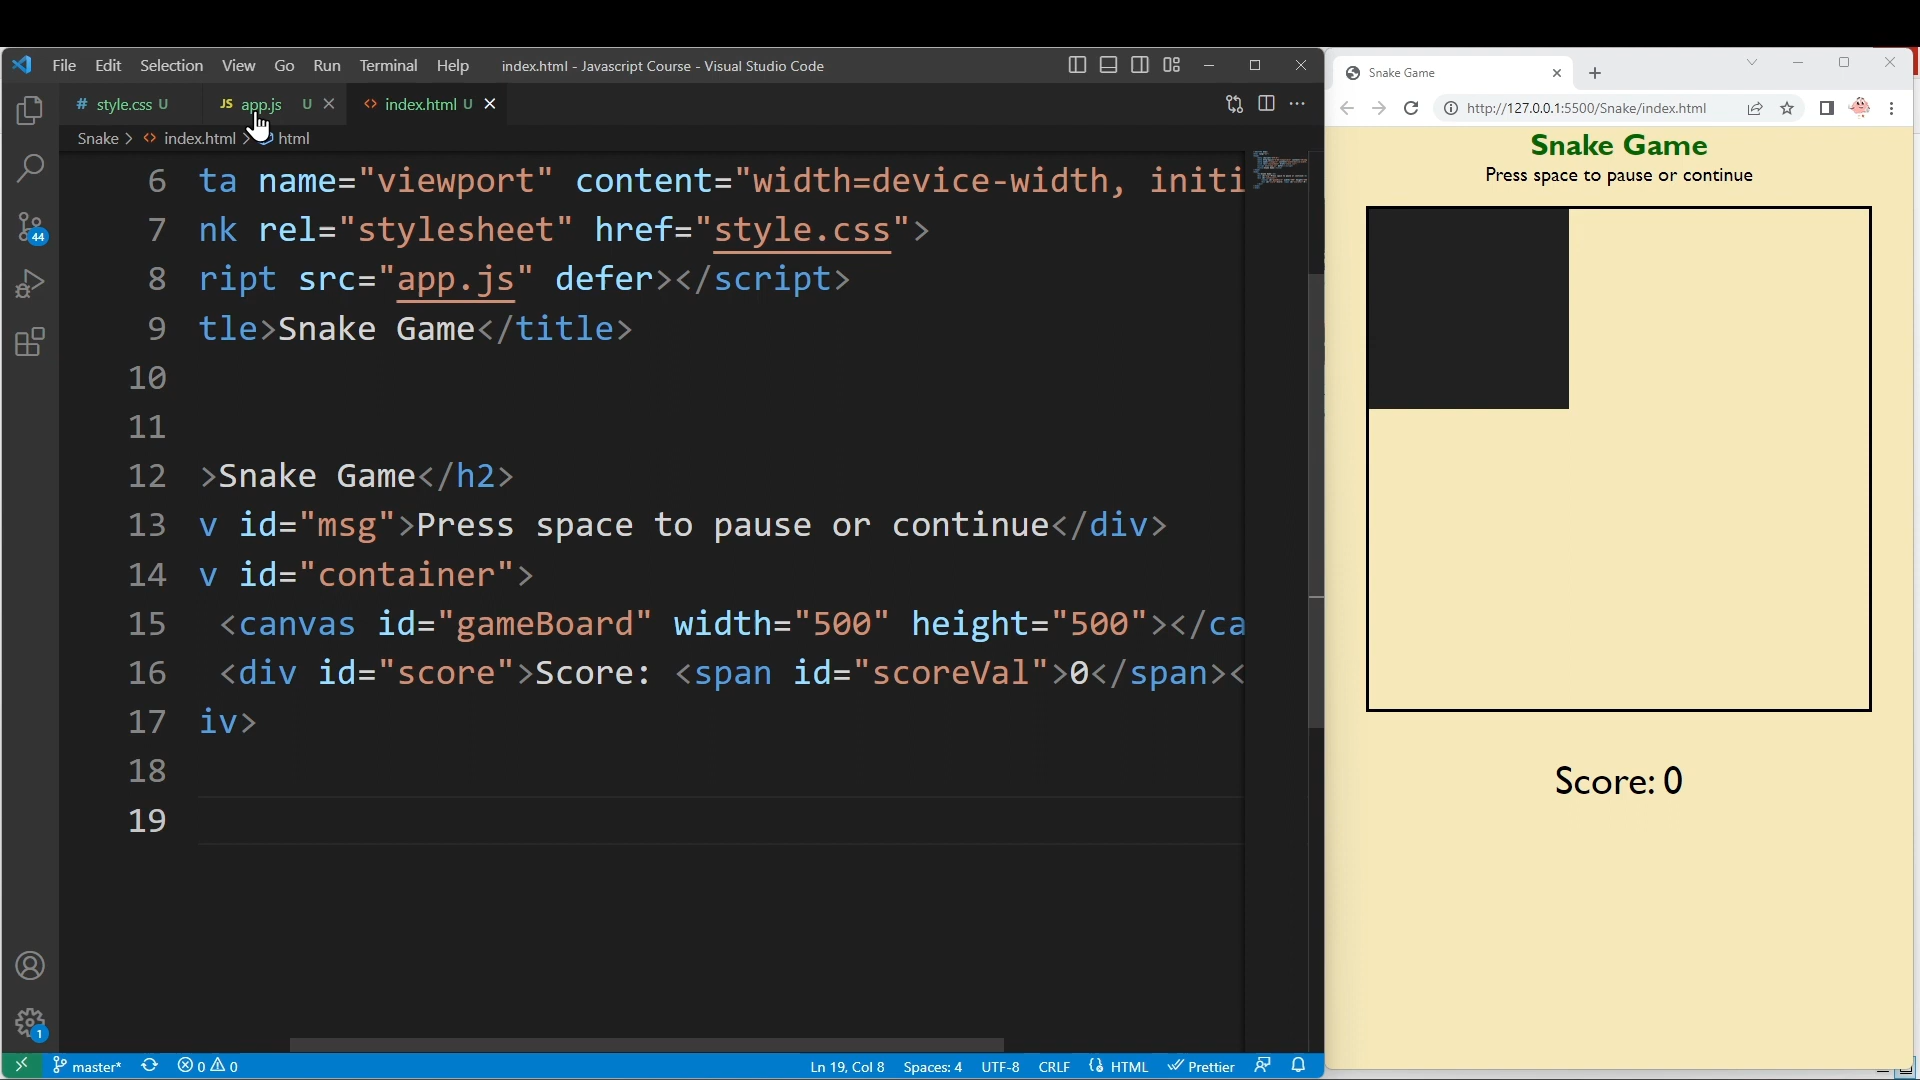 File Edit Selection View Go Run Terminal Help index.html - Javascript Course - Visual Studio Code
# style.css U JS app.js U index.html U
Snake > index.html > html
6 ta name="viewport" content="width=device-width, initi
7 nk rel="stylesheet" href="style.css">
8 ript src="app.js" defer></script>
9 tle>Snake Game</title>
10
11
12 >Snake Game</h2>
13 v id="msg">Press space to pause or continue</div>
14 v id="container">
15 <canvas id="gameBoard" width="500" height="500"></ca
16 <div id="score">Score: <span id="scoreVal">0</span><
17 iv>
18
19
44
1
master* 0 0 Ln 19, Col 8 Spaces: 4 UTF-8 CRLF HTML Prettier
Snake Game
http://127.0.0.1:5500/Snake/index.html
Snake Game
Press space to pause or continue
Score: 0